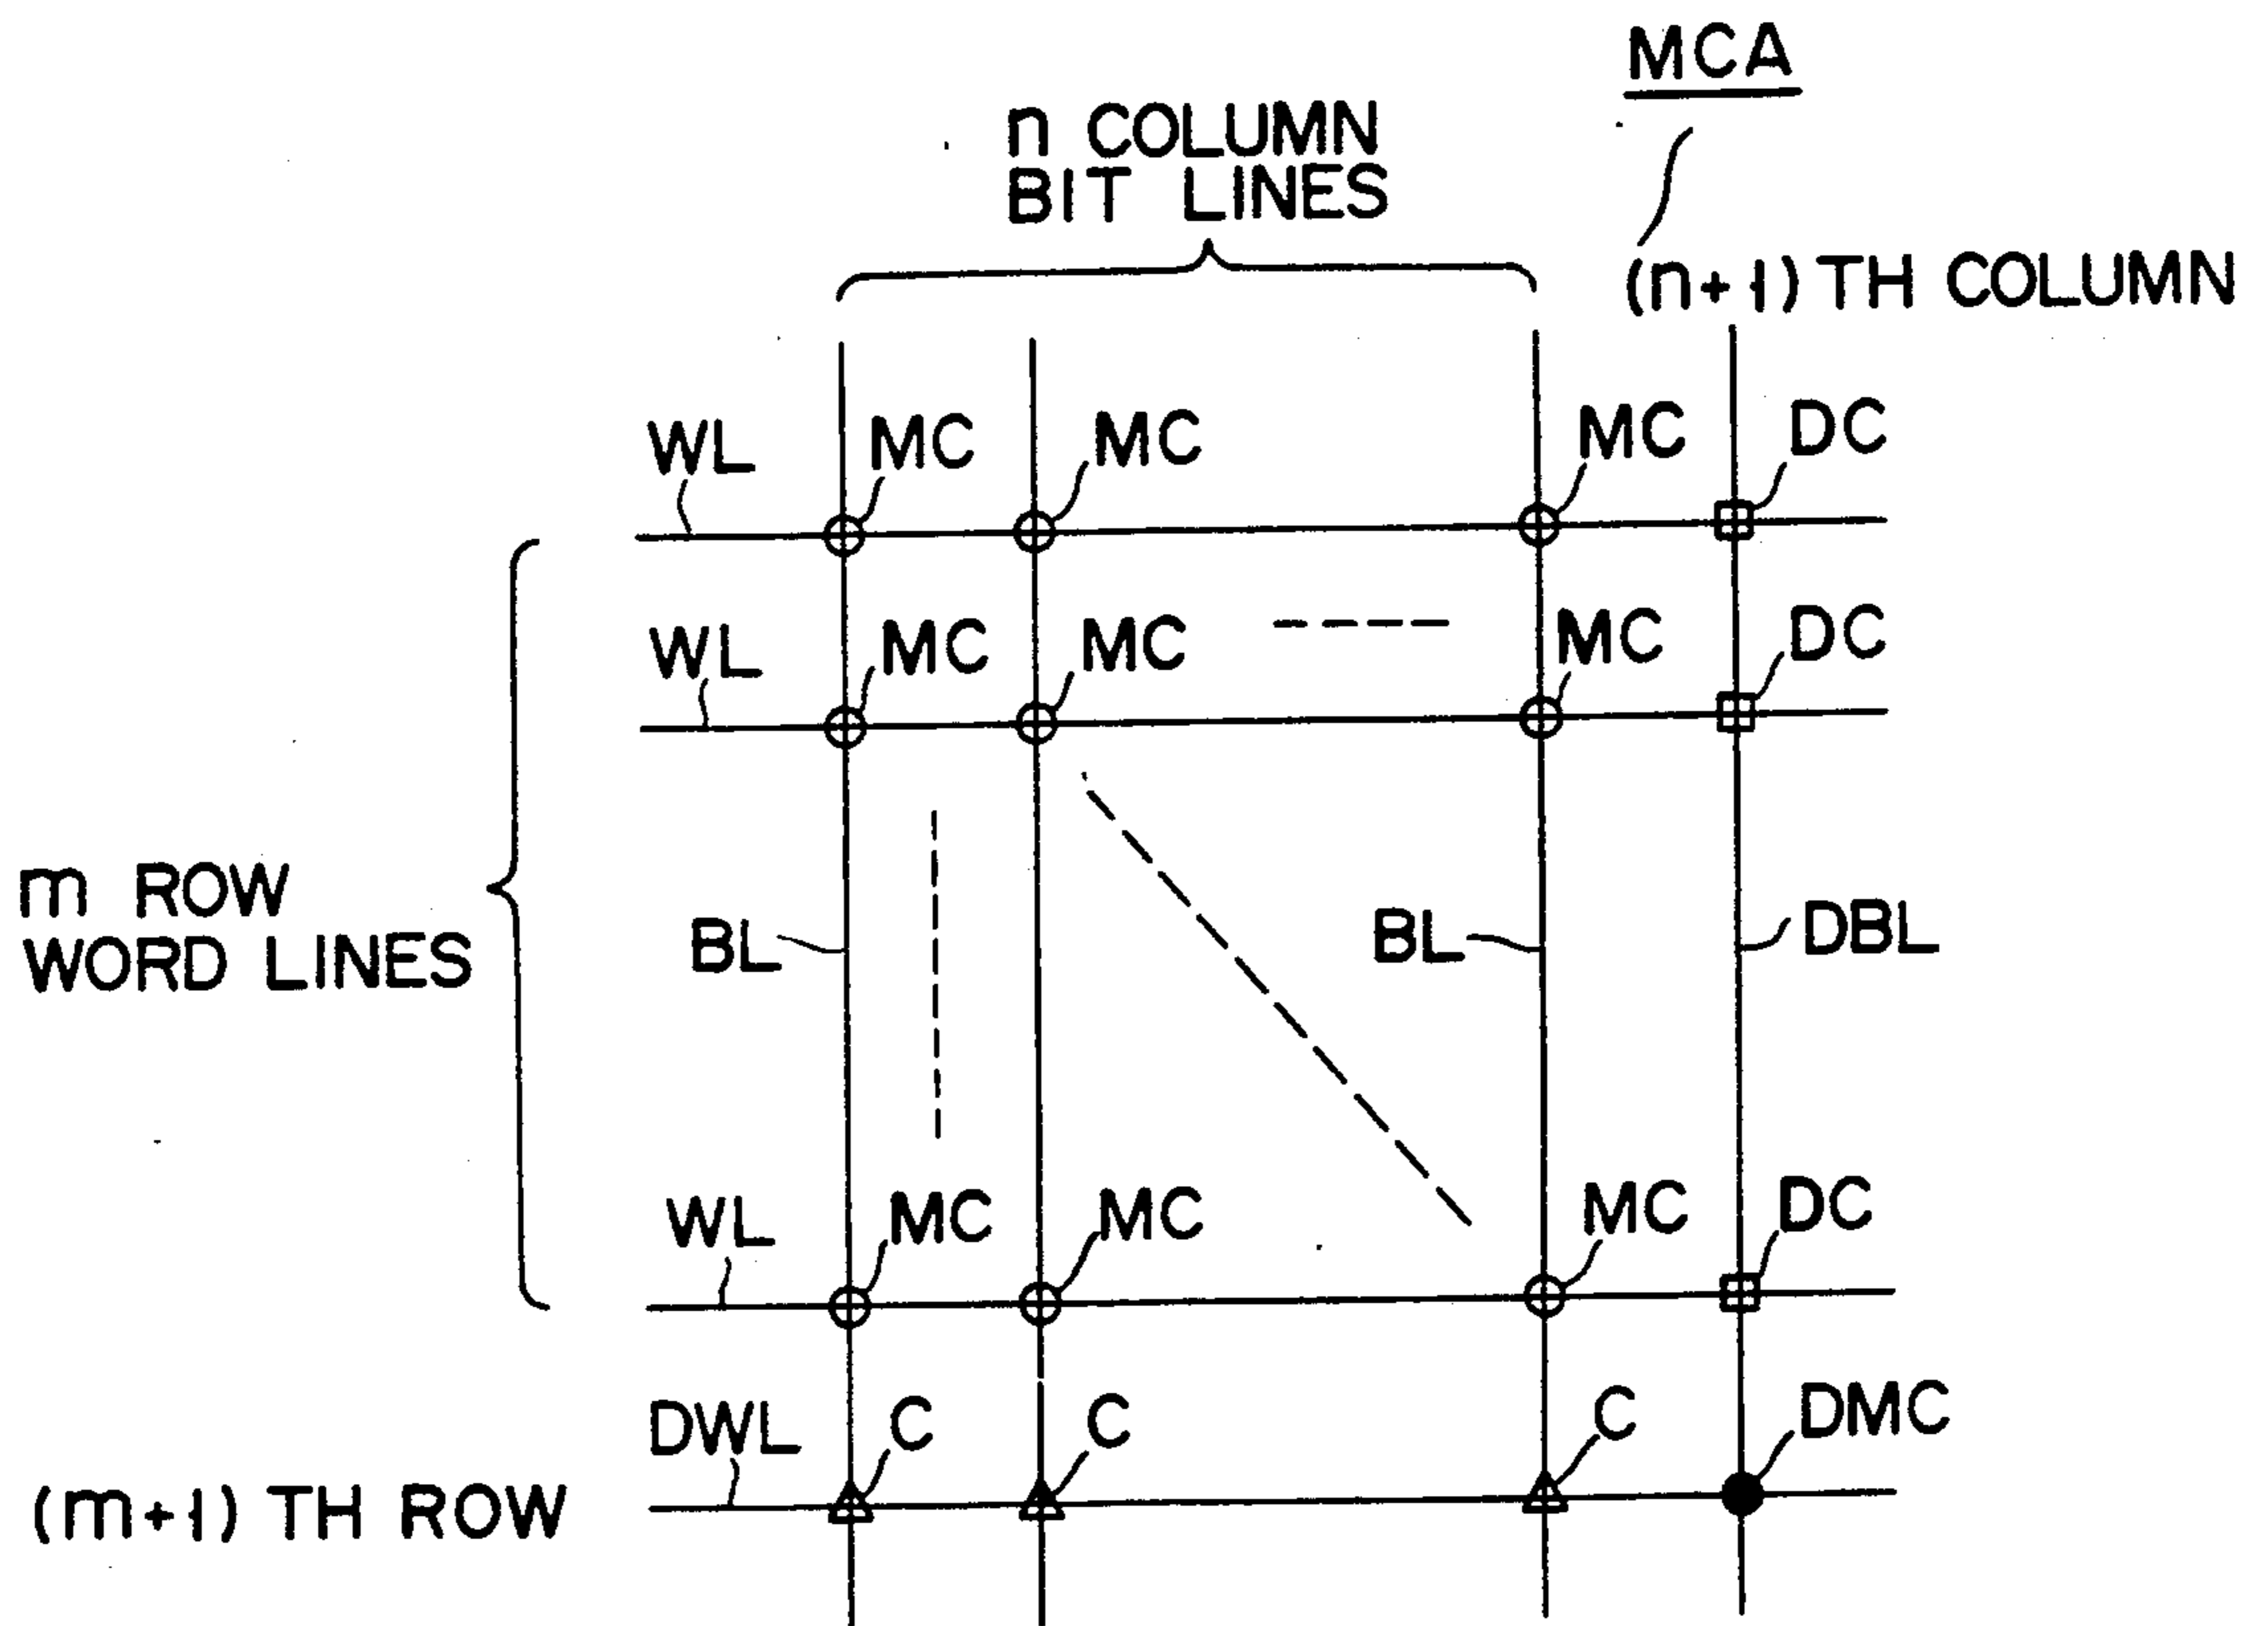 MCA
n COLUMN
BIT LINES
(n+1) TH COLUMN
WL MC MC MC DC
WL MC MC MC DC
m ROW
WORD LINES
BL BL DBL
WL MC MC MC DC
DWL C C C DMC
(m+1) TH ROW